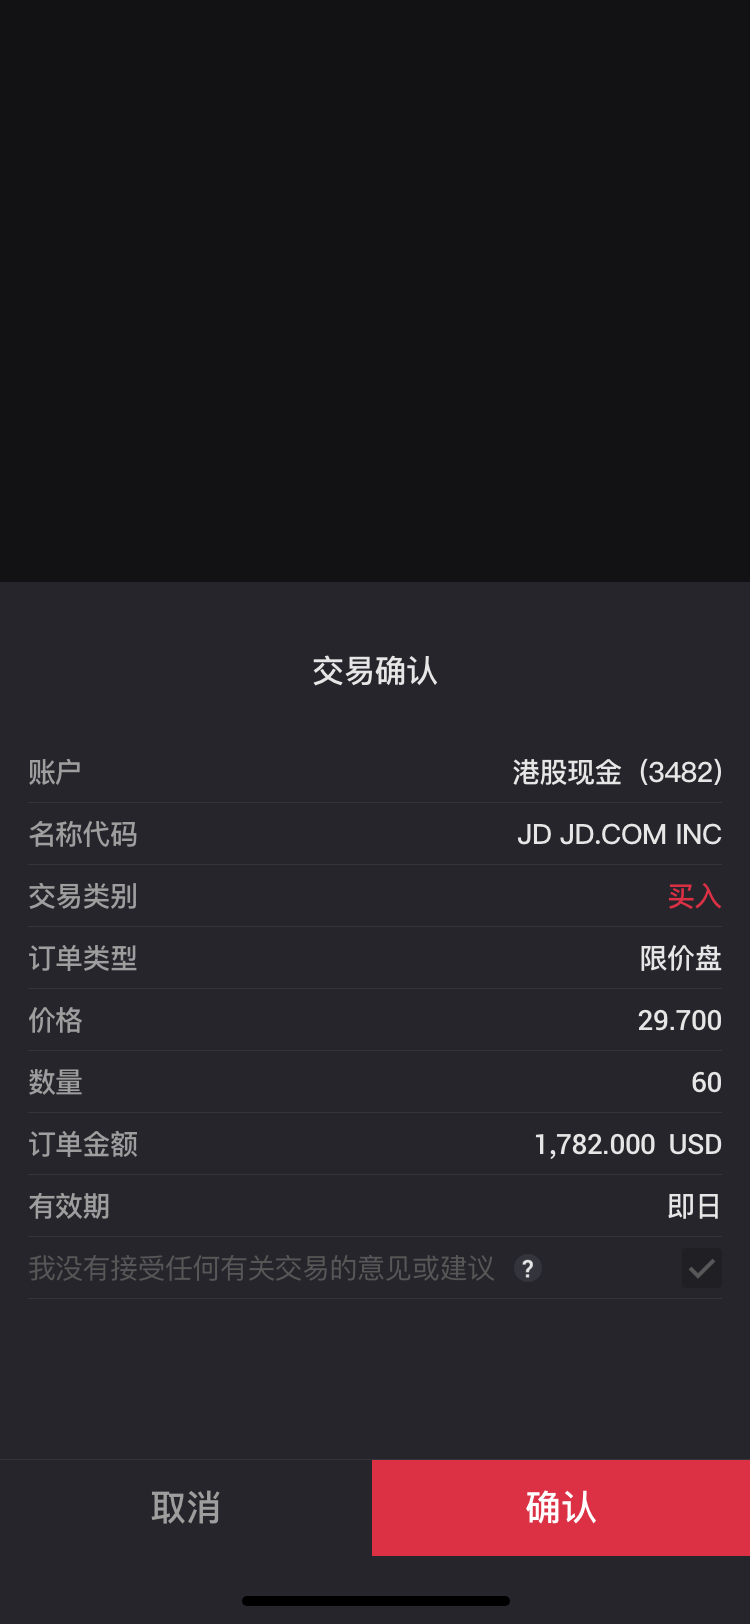 交易确认
账户 港股现金 (3482)
名称代码 JD JD.COM INC
交易类别 买入
订单类型 限价盘
价格 29.700
数量 60
订单金额 1,782.000 USD
有效期 即日
我没有接受任何有关交易的意见或建议 ?
取消 确认